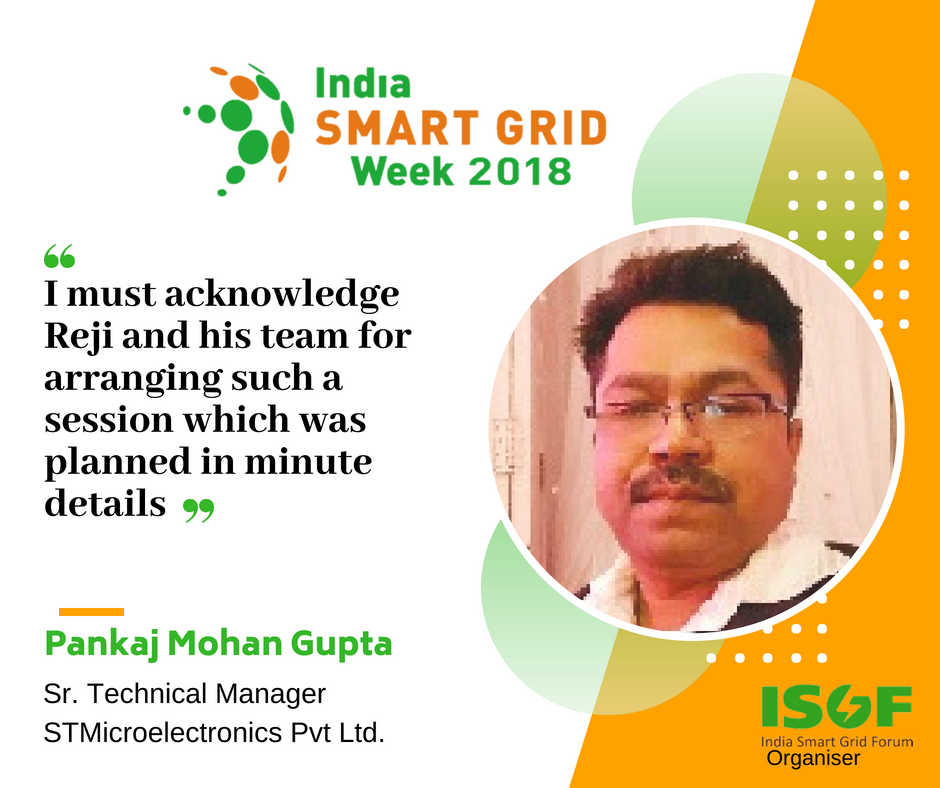 India
SMART GRID
Week 2018
“
I must acknowledge
Reji and his team for
arranging such a
session which was
planned in minute
details ”
Pankaj Mohan Gupta
Sr. Technical Manager
STMicroelectronics Pvt Ltd.
ISGF
India Smart Grid Forum
Organiser